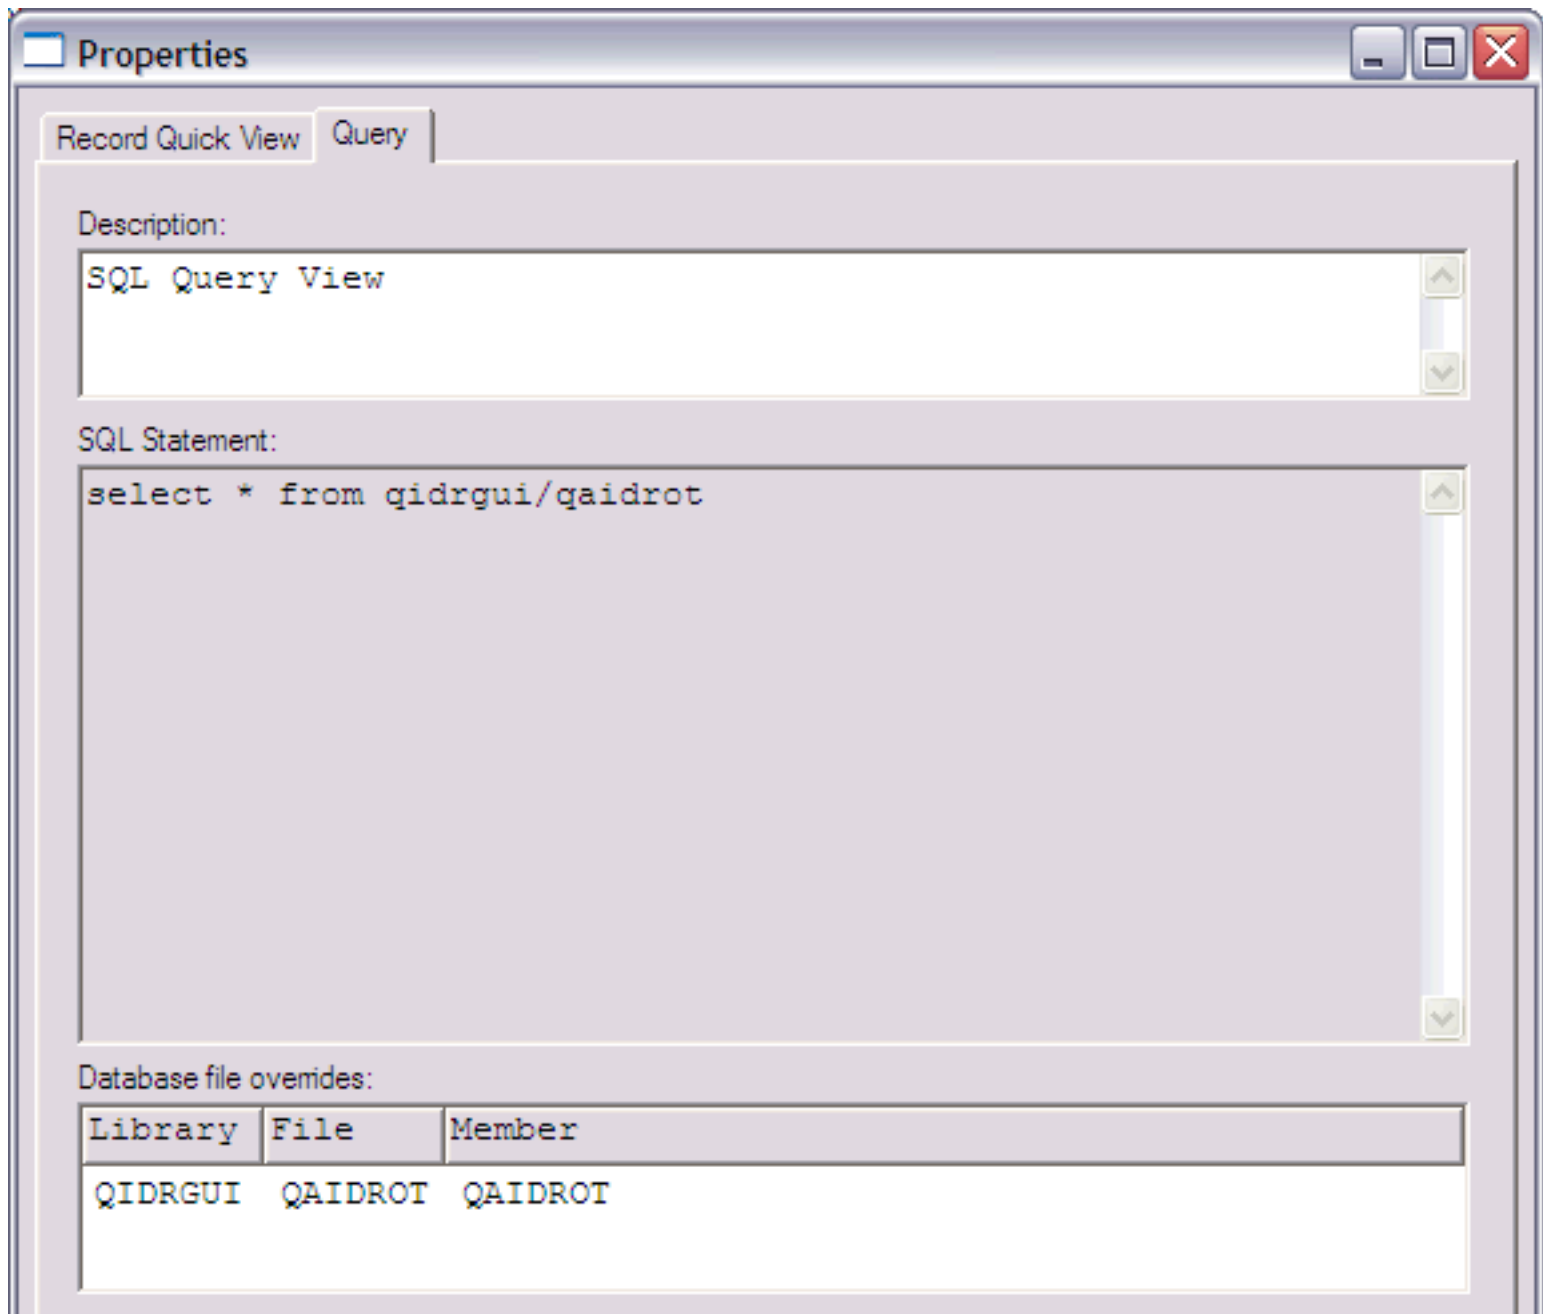 Properties
Record Quick View Query
Description:
SQL Query View
SQL Statement:
select * from qidrgui/qaidrot
Database file overrides:
Library File Member
QIDRGUI QAIDROT QAIDROT